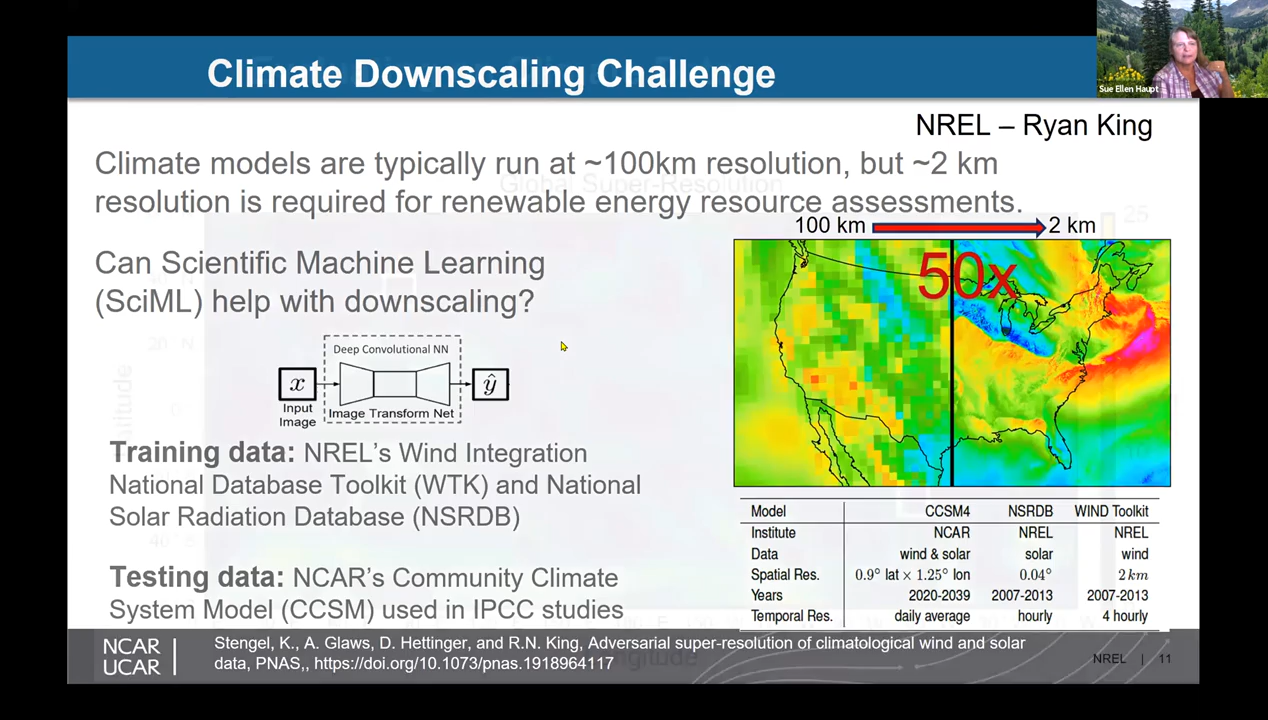 Climate Downscaling Challenge
Sue Ellen Haupt
NREL – Ryan King
Climate models are typically run at ~100km resolution, but ~2 km
resolution is required for renewable energy resource assessments.
Global Super-Resolution
100 km
2 km
25
50x
Can Scientific Machine Learning
(SciML) help with downscaling?
Deep Convolutional NN
x
ŷ
Input
Image
Image Transform Net
Training data: NREL's Wind Integration
National Database Toolkit (WTK) and National
Solar Radiation Database (NSRDB)
Testing data: NCAR's Community Climate
System Model (CCSM) used in IPCC studies
Model CCSM4 NSRDB WIND Toolkit
Institute NCAR NREL NREL
Data wind & solar solar wind
Spatial Res. 0.9° lat × 1.25° lon 0.04° 2 km
Years 2020-2039 2007-2013 2007-2013
Temporal Res. daily average hourly 4 hourly
NCAR
UCAR
Stengel, K., A. Glaws, D. Hettinger, and R.N. King, Adversarial super-resolution of climatological wind and solar
data, PNAS,, https://doi.org/10.1073/pnas.1918964117
NREL | 11